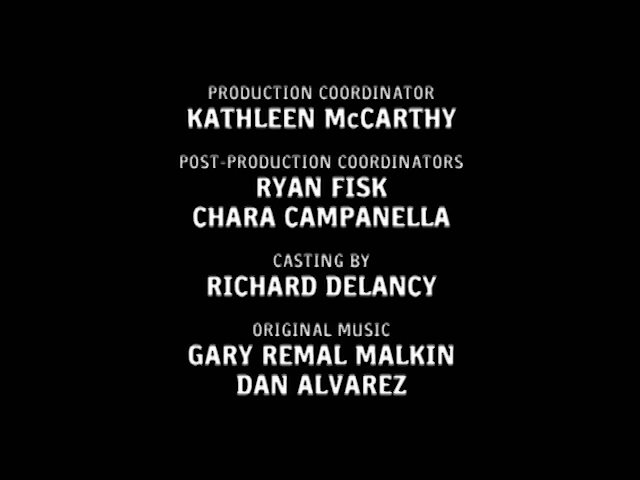 PRODUCTION COORDINATOR
KATHLEEN McCARTHY
POST-PRODUCTION COORDINATORS
RYAN FISK
CHARA CAMPANELLA
CASTING BY
RICHARD DELANCY
ORIGINAL MUSIC
GARY REMAL MALKIN
DAN ALVAREZ